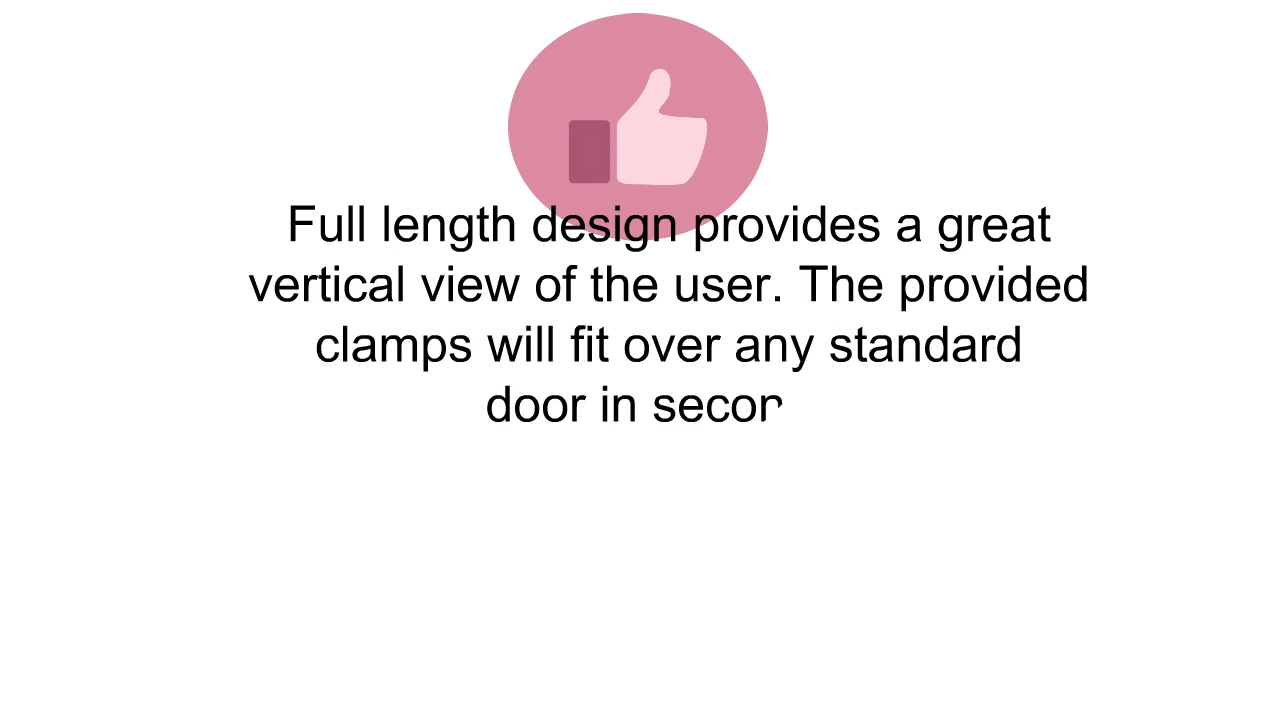 Full length design provides a great
vertical view of the user. The provided
clamps will fit over any standard
door in secon